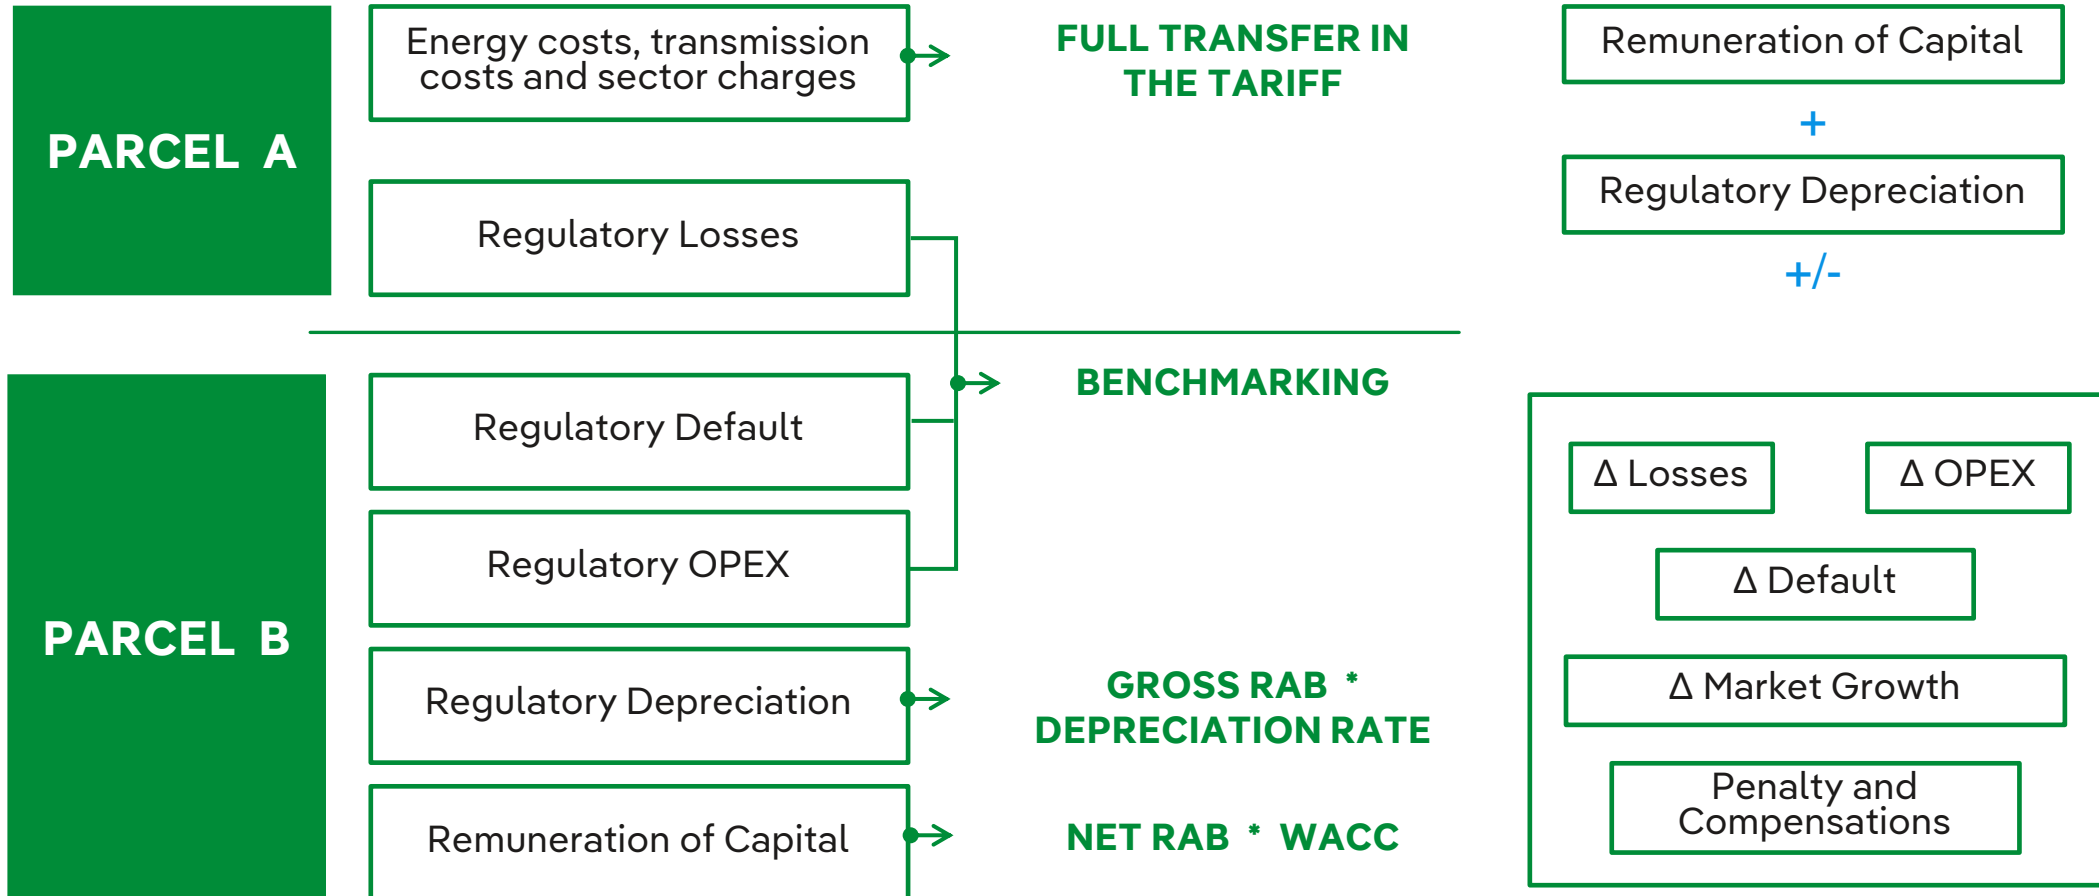 PARCEL A
Energy costs, transmission
costs and sector charges
FULL TRANSFER IN
THE TARIFF
Regulatory Losses
PARCEL B
Regulatory Default
BENCHMARKING
Regulatory OPEX
Regulatory Depreciation
GROSS RAB *
DEPRECIATION RATE
Remuneration of Capital
NET RAB * WACC
Remuneration of Capital
+
Regulatory Depreciation
+/-
Δ Losses
Δ OPEX
Δ Default
Δ Market Growth
Penalty and
Compensations